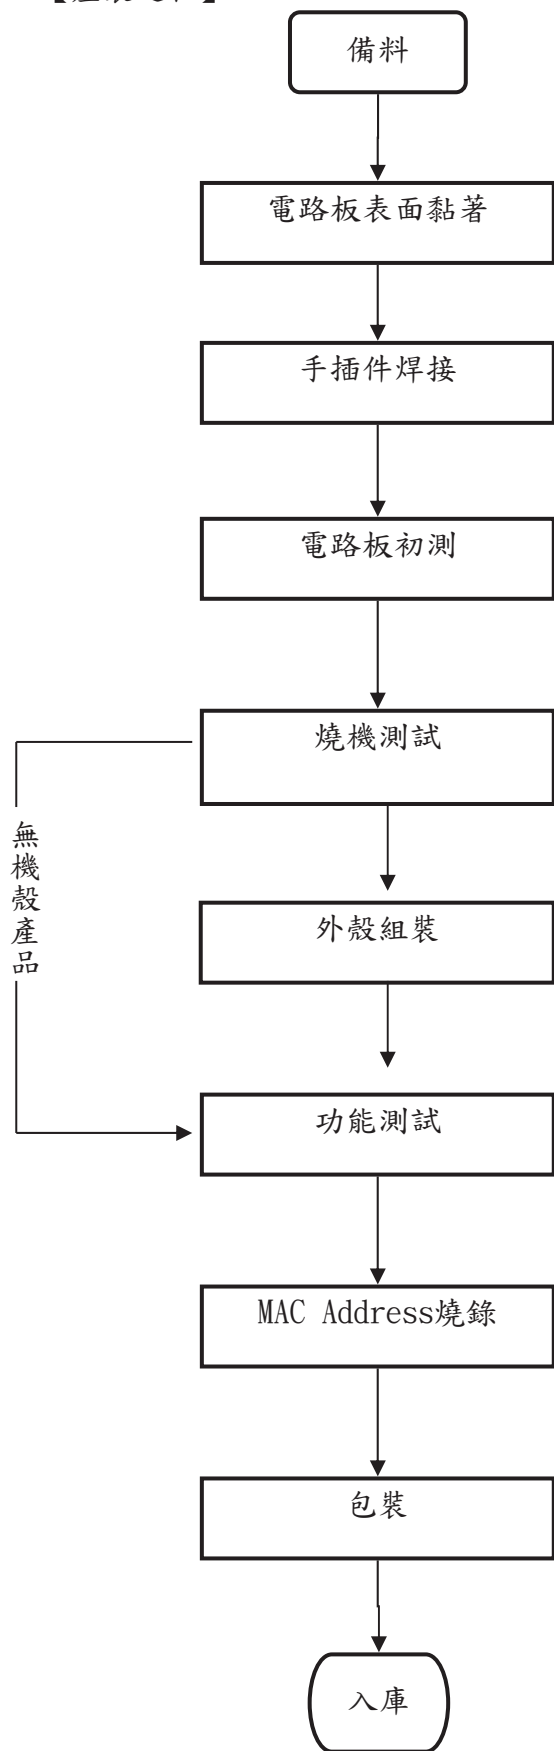 備料
電路板表面黏著
手插件焊接
電路板初測
燒機測試
無機殼產品
外殼組裝
功能測試
MAC Address燒錄
包裝
入庫